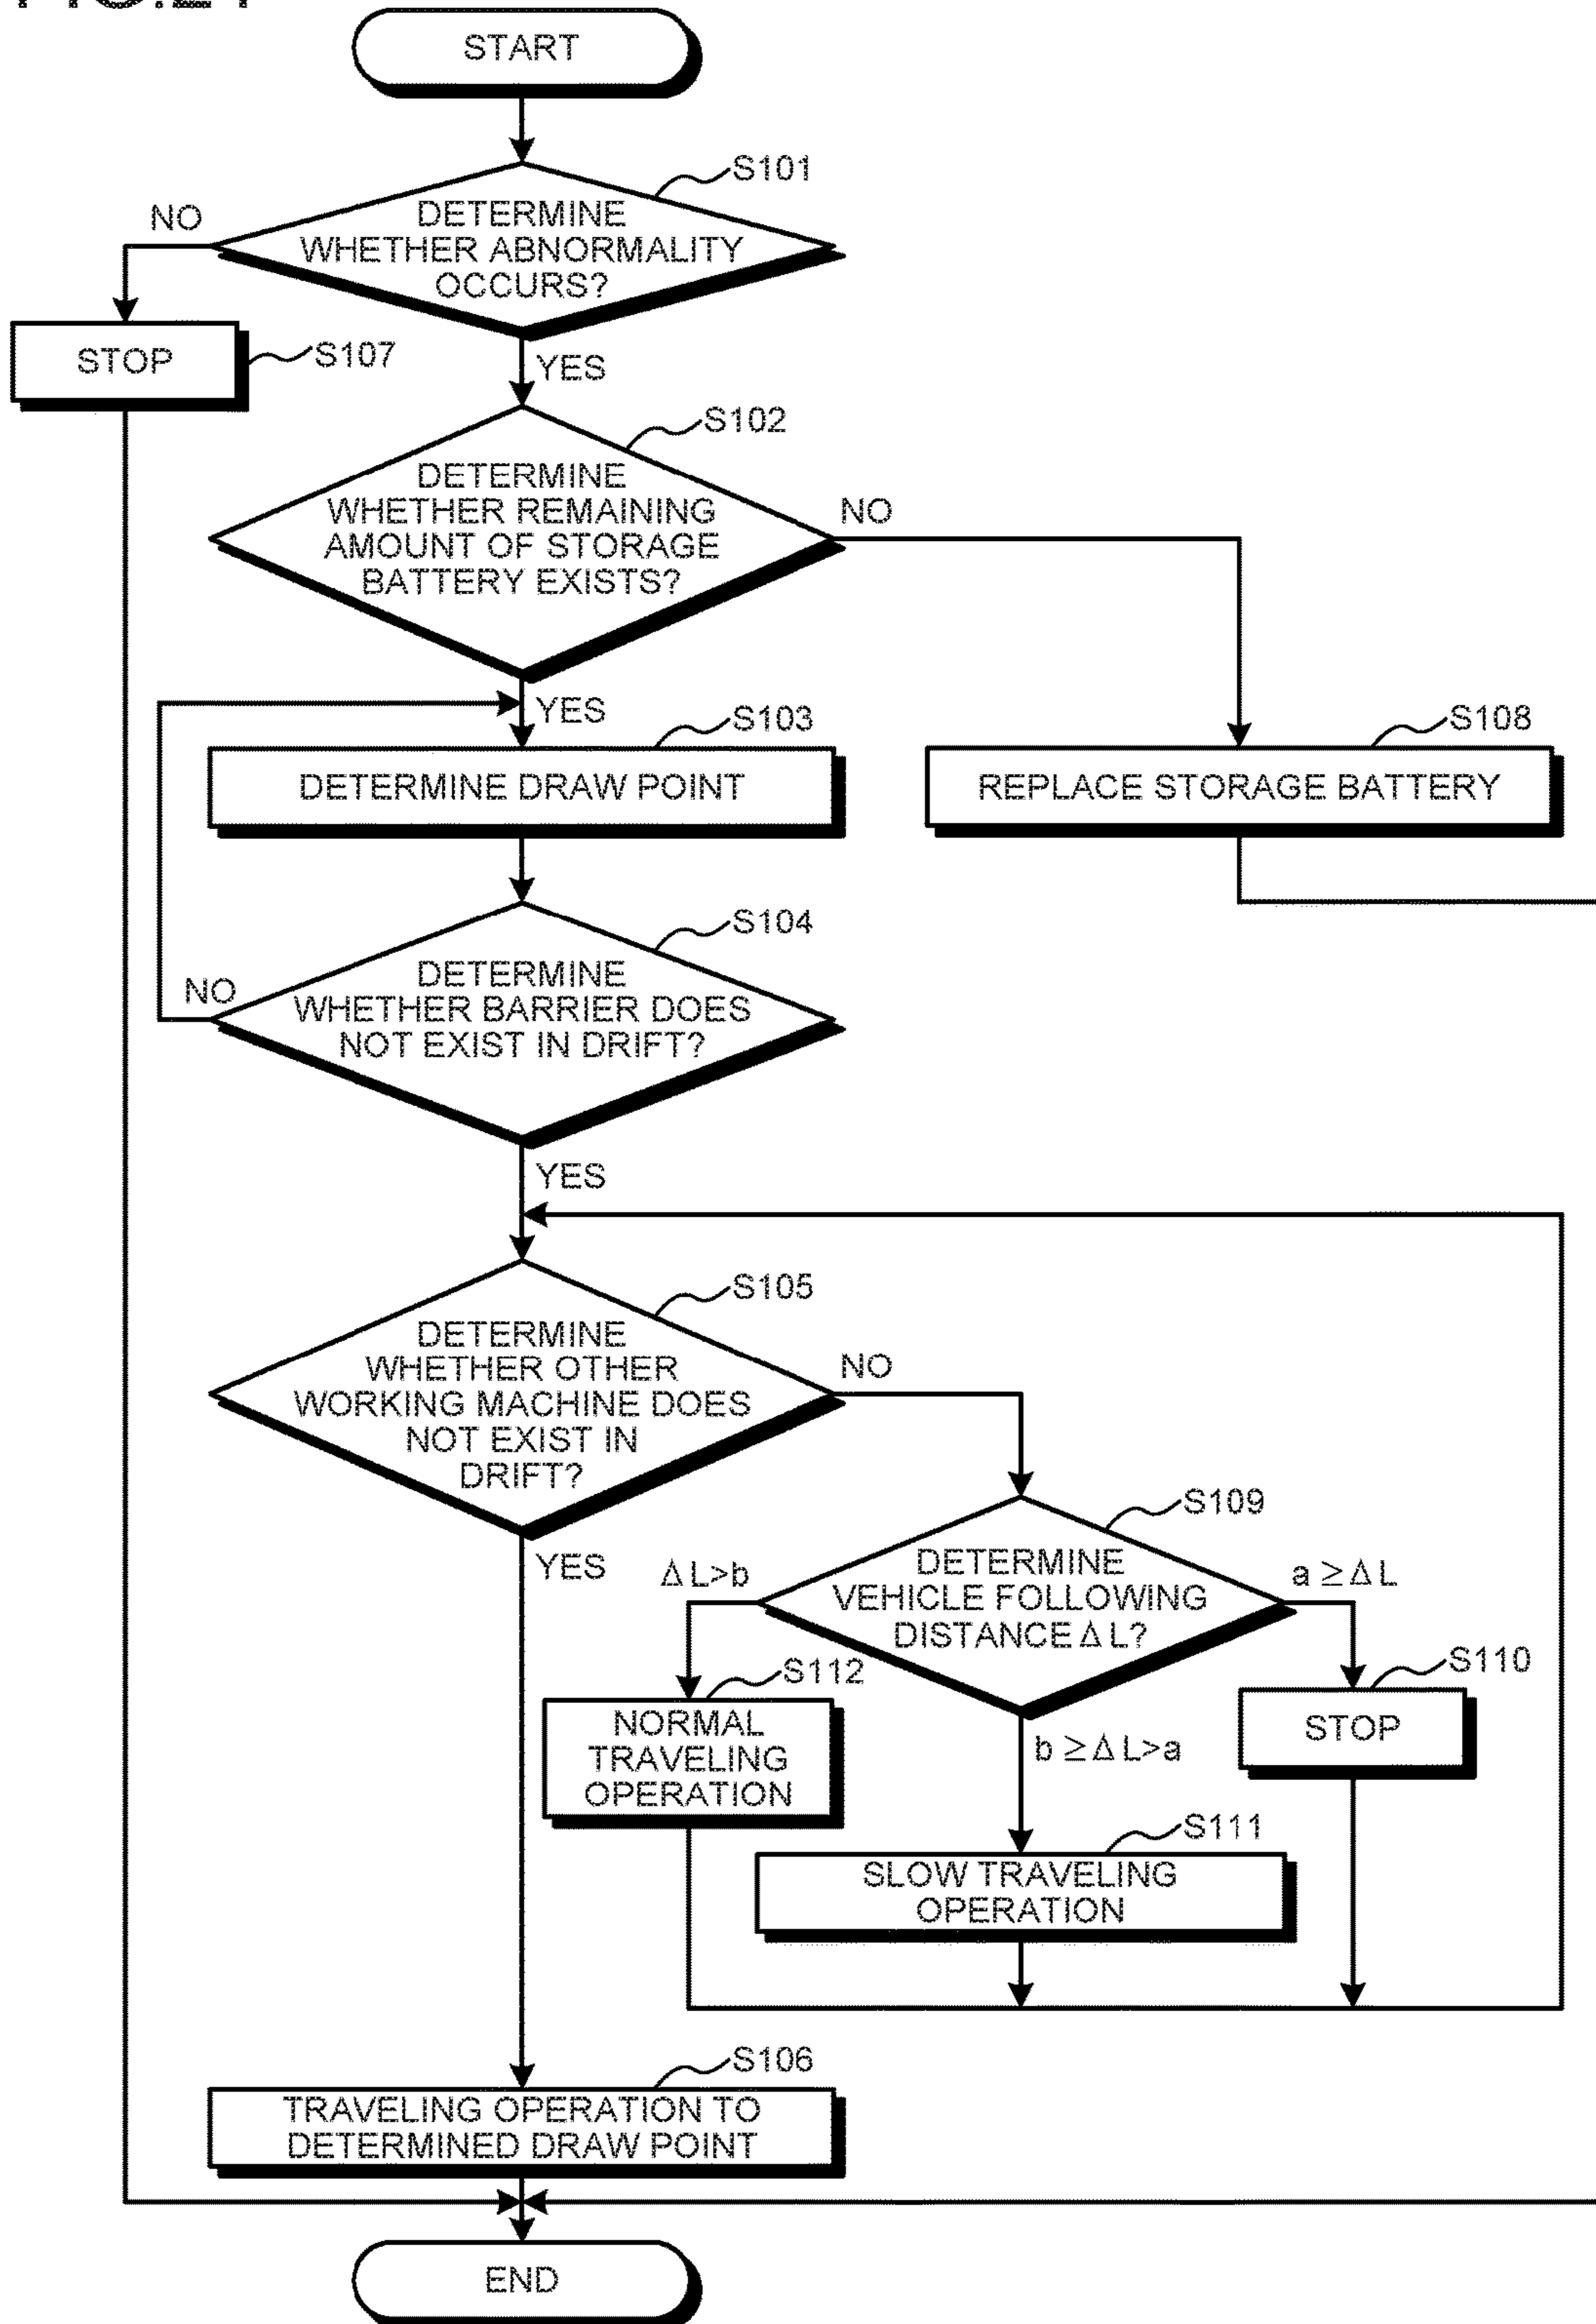 START
S101
NO
DETERMINE
WHETHER ABNORMALITY
OCCURS?
STOP
S107
YES
S102
DETERMINE
WHETHER REMAINING
AMOUNT OF STORAGE
BATTERY EXISTS?
NO
YES
S103
DETERMINE DRAW POINT
S108
REPLACE STORAGE BATTERY
S104
NO
DETERMINE
WHETHER BARRIER DOES
NOT EXIST IN DRIFT?
YES
S105
DETERMINE
WHETHER OTHER
WORKING MACHINE DOES
NOT EXIST IN
DRIFT?
NO
YES
S109
DETERMINE
VEHICLE FOLLOWING
DISTANCE Δ L?
Δ L>b
a ≥ Δ L
S112
NORMAL
TRAVELING
OPERATION
b ≥ Δ L>a
S110
STOP
S111
SLOW TRAVELING
OPERATION
S106
TRAVELING OPERATION TO
DETERMINED DRAW POINT
END